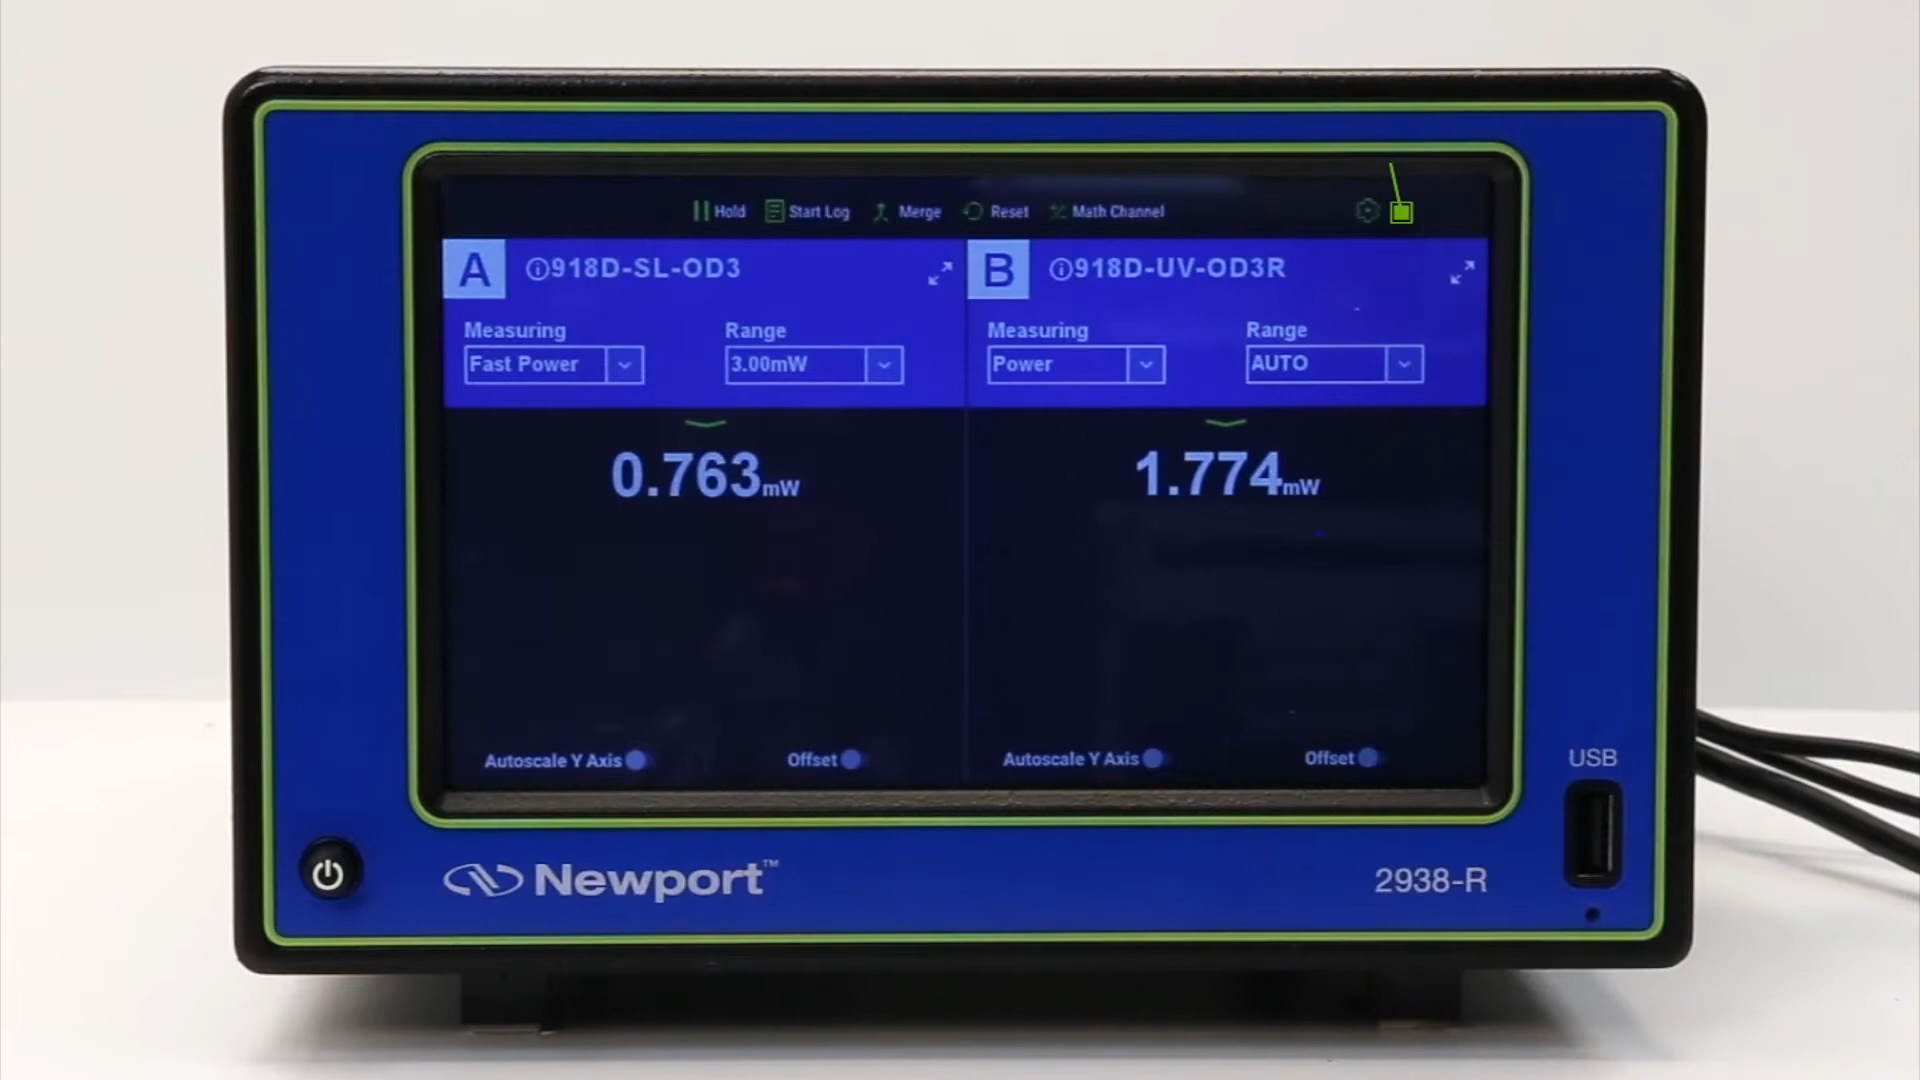 Hold Start Log Merge Reset Math Channel
A 918D-SL-OD3
Measuring Range
Fast Power 3.00mW
0.763mW
Autoscale Y Axis Offset
B 918D-UV-OD3R
Measuring Range
Power AUTO
1.774mW
Autoscale Y Axis Offset
USB
Newport™
2938-R